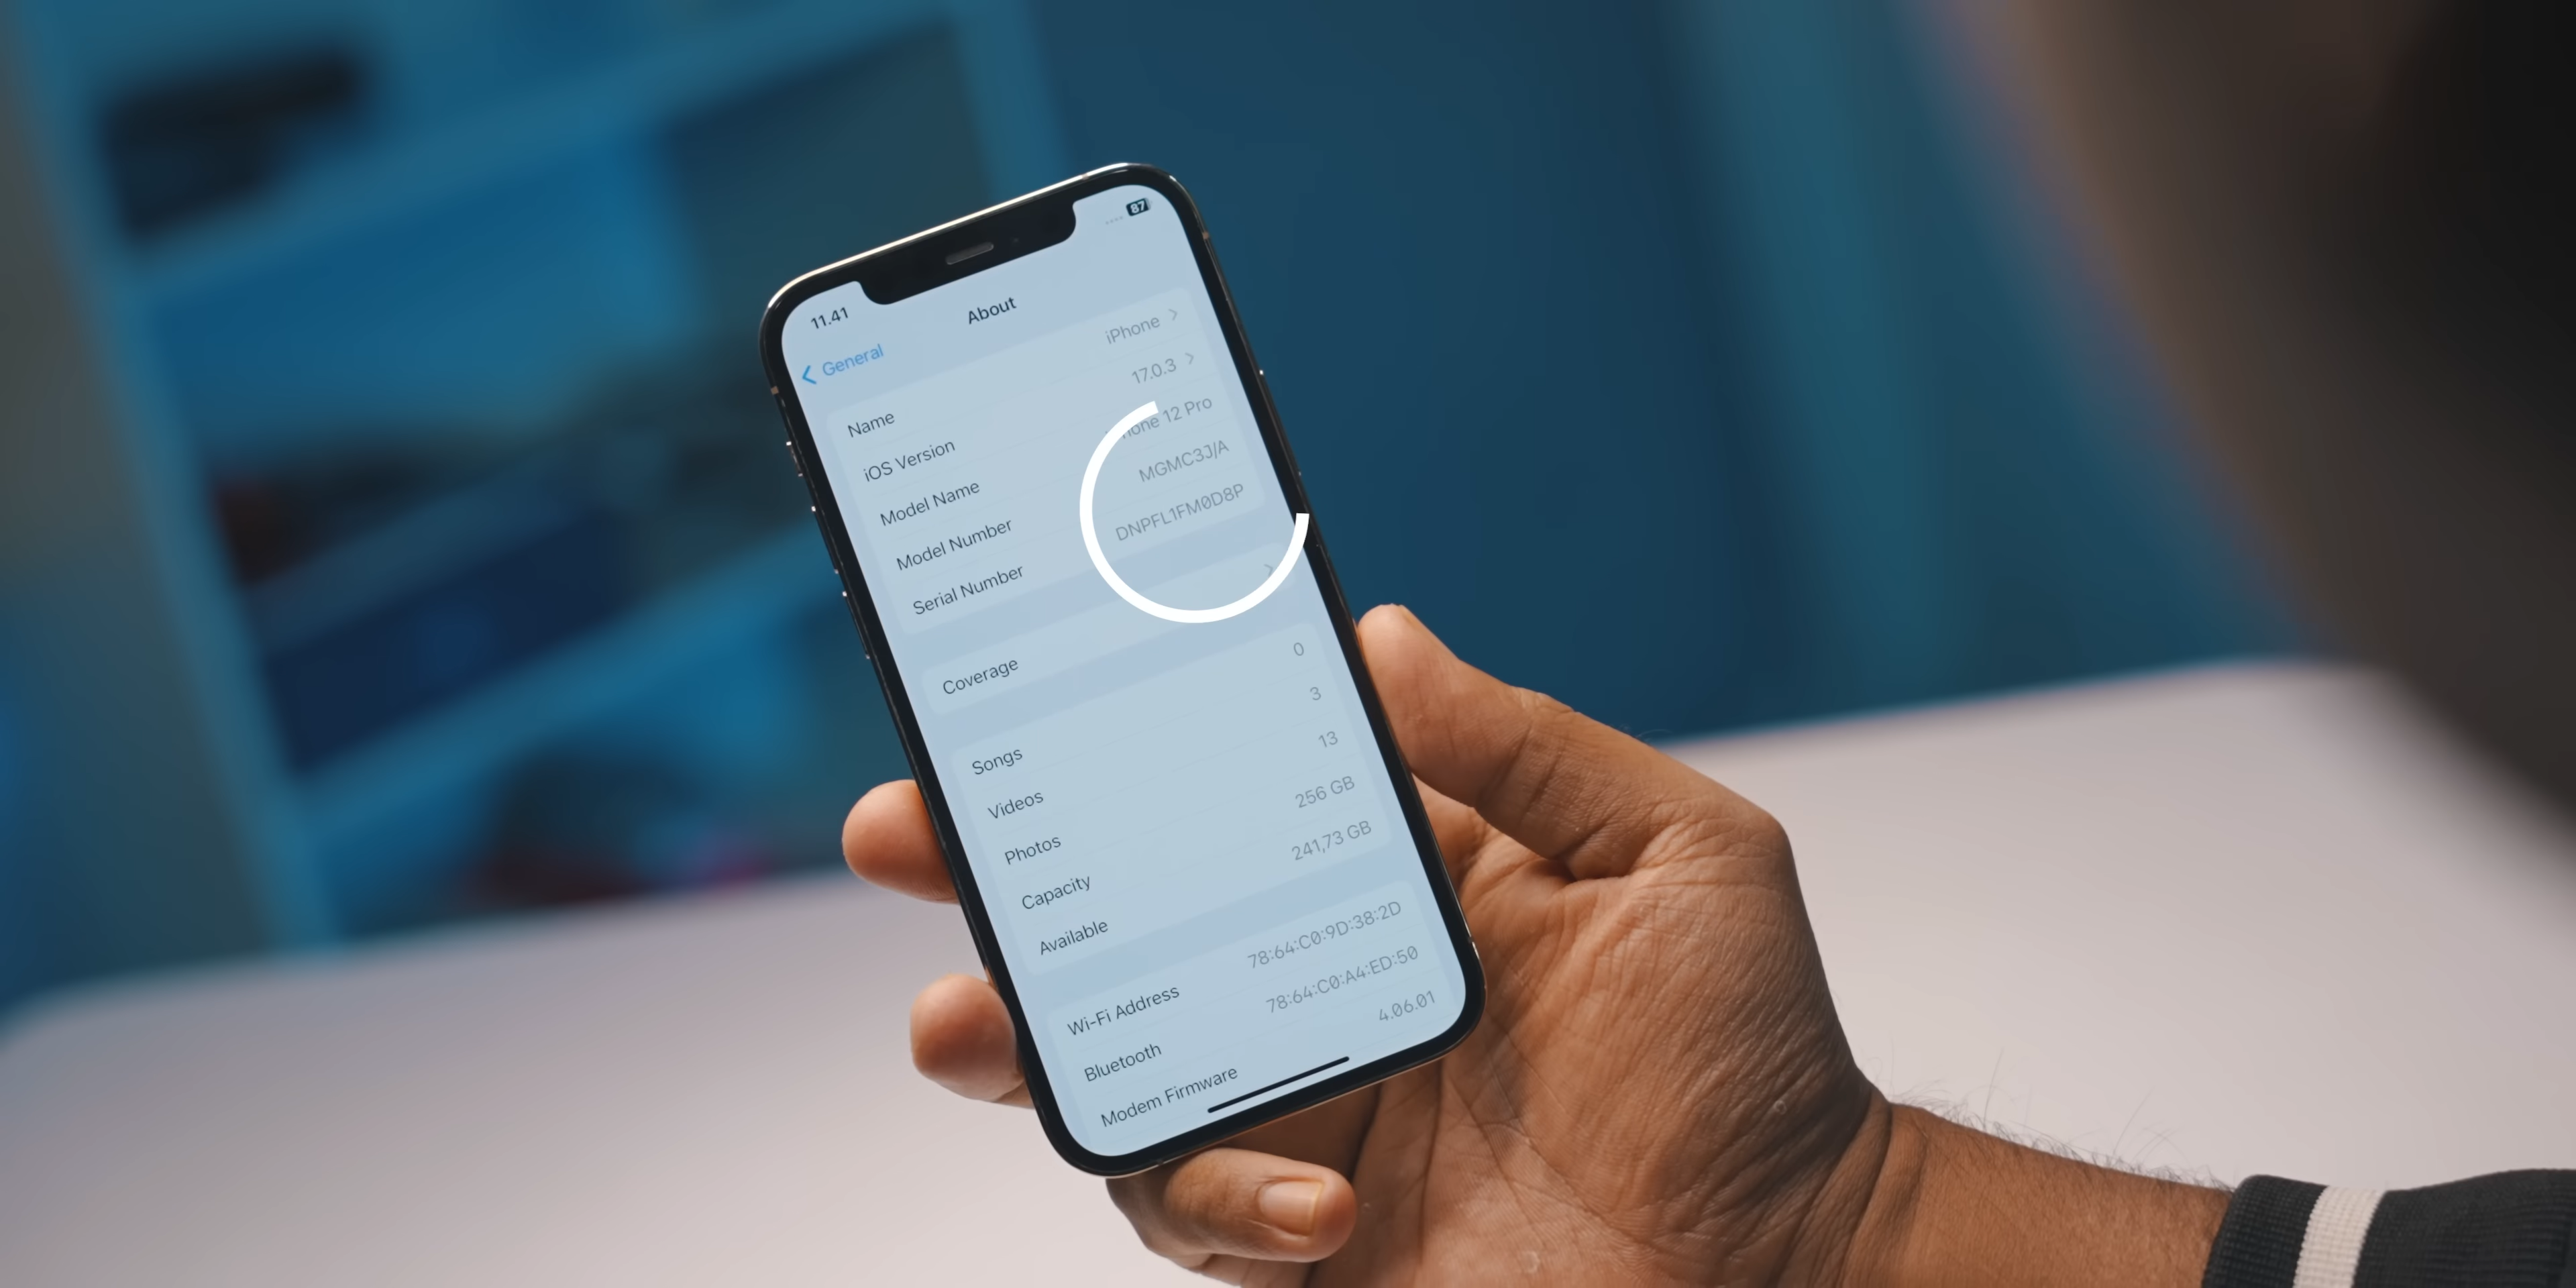 11.41
87
General
About
Name
iPhone
iOS Version
17.0.3
Model Name
12 Pro
Model Number
MGMC3J/A
Serial Number
DNPFL1FM0D8P
Coverage
Songs
0
Videos
3
Photos
13
Capacity
256 GB
Available
241,73 GB
Wi-Fi Address
78:64:C0:9D:38:2D
Bluetooth
78:64:C0:A4:ED:50
Modem Firmware
4.06.01